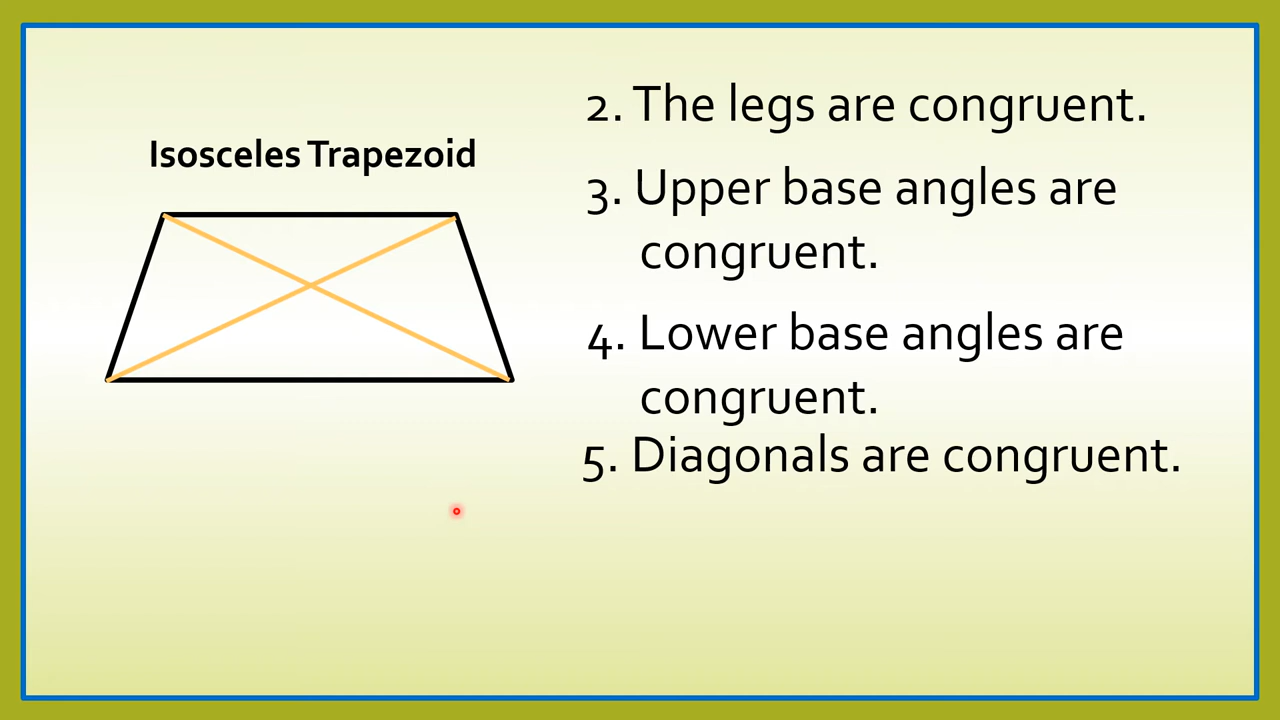 Isosceles Trapezoid
2. The legs are congruent.
3. Upper base angles are
congruent.
4. Lower base angles are
congruent.
5. Diagonals are congruent.